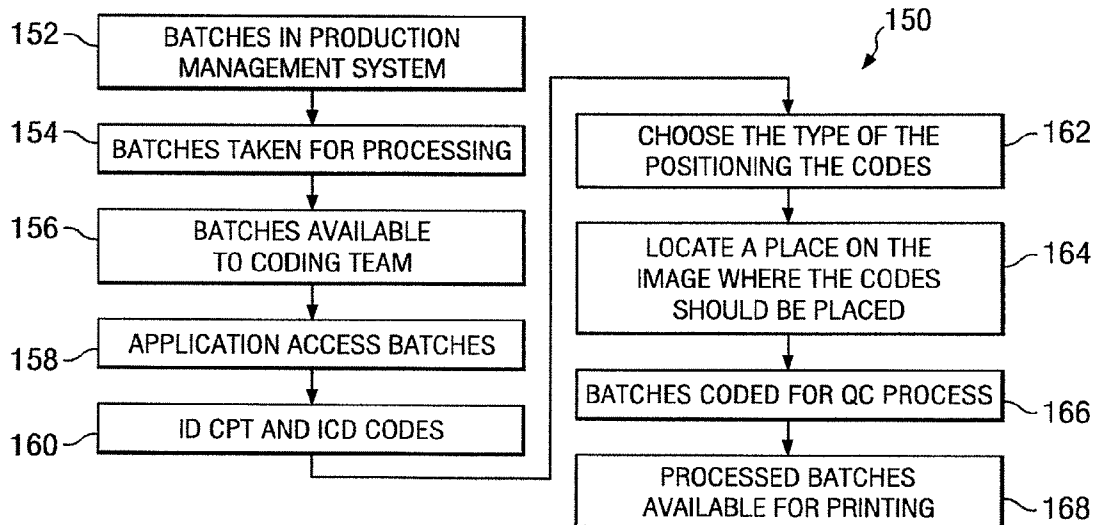 150
152
BATCHES IN PRODUCTION
MANAGEMENT SYSTEM
154
BATCHES TAKEN FOR PROCESSING
156
BATCHES AVAILABLE
TO CODING TEAM
158
APPLICATION ACCESS BATCHES
160
ID CPT AND ICD CODES
CHOOSE THE TYPE OF THE
POSITIONING THE CODES
162
LOCATE A PLACE ON THE
IMAGE WHERE THE CODES
SHOULD BE PLACED
164
BATCHES CODED FOR QC PROCESS
166
PROCESSED BATCHES
AVAILABLE FOR PRINTING
168